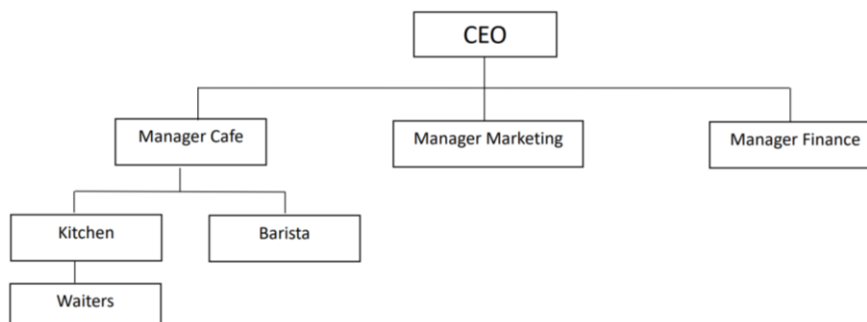 CEO
Manager Cafe
Manager Marketing
Manager Finance
Kitchen
Barista
Waiters